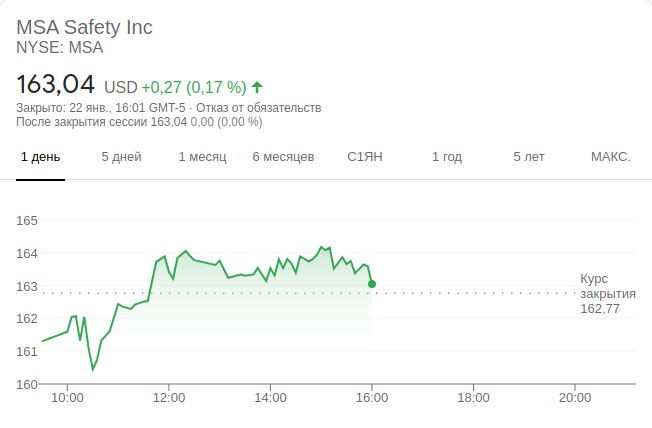 MSA Safety Inc
NYSE: MSA
163,04 USD +0,27 (0,17 %)
Закрыто: 22 янв., 16:01 GMT-5 · Отказ от обязательств
После закрытия сессии 163,04 0,00 (0,00 %)
1 день 5 дней 1 месяц 6 месяцев С1ЯН 1 год 5 лет МАКС.
165
164
163
162
161
160
Курс
закрытия
162,77
10:00 12:00 14:00 16:00 18:00 20:00